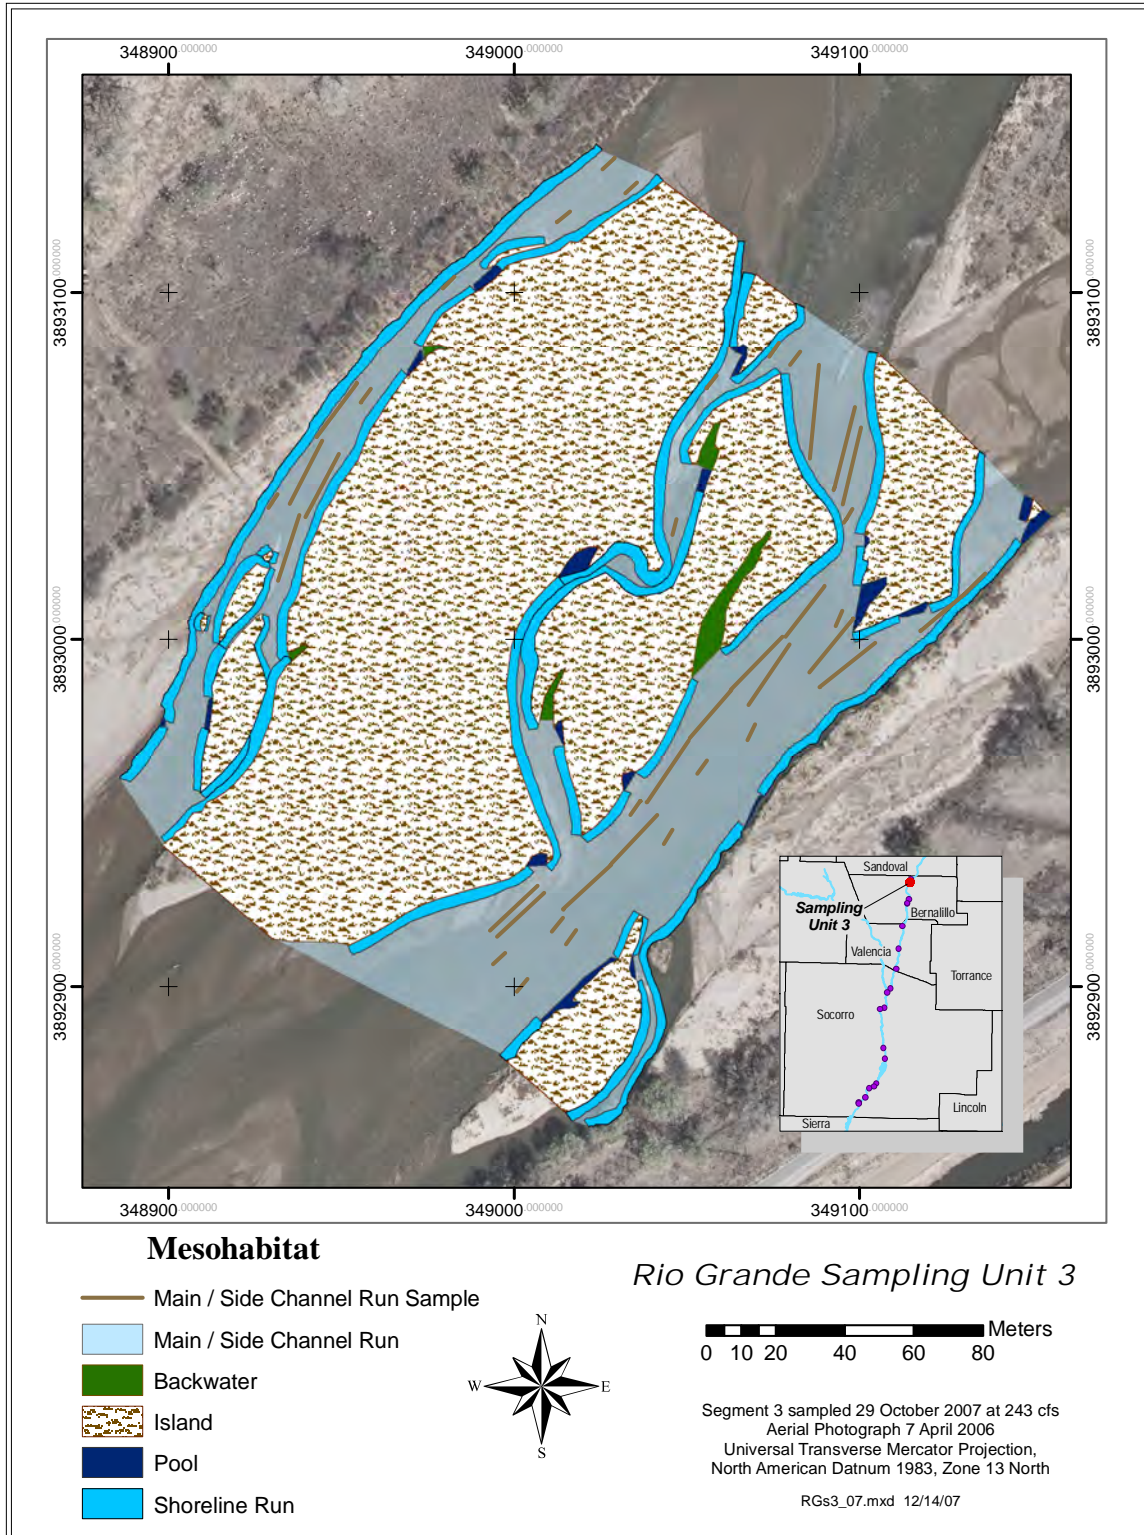 348900.000000 349000.000000 349100.000000
3893100.000000 3893100.000000
3893000.000000 3893000.000000
3892900.000000 3892900.000000
Sandoval
Sampling
Unit 3
Bernalillo
Valencia
Torrance
Socorro
Lincoln
Sierra
348900.000000 349000.000000 349100.000000
Mesohabitat
Main / Side Channel Run Sample
Main / Side Channel Run
Backwater
Island
Pool
Shoreline Run
N
W E
S
Rio Grande Sampling Unit 3
Meters
0 10 20 40 60 80
Segment 3 sampled 29 October 2007 at 243 cfs
Aerial Photograph 7 April 2006
Universal Transverse Mercator Projection,
North American Datnum 1983, Zone 13 North
RGs3_07.mxd 12/14/07